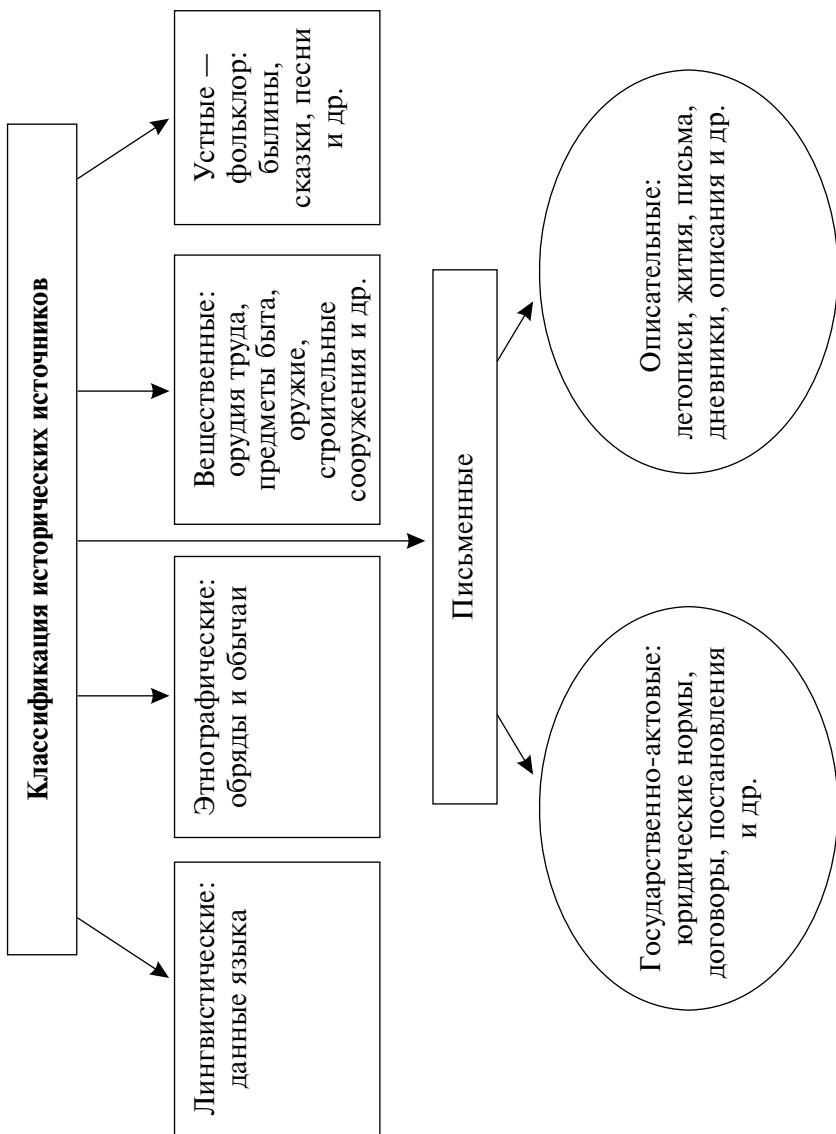 Классификация исторических источников
Лингвистические:
данные языка
Этнографические:
обряды и обычаи
Вещественные:
орудия труда,
предметы быта,
оружие,
строительные
сооружения и др.
Устные —
фольклор:
былины,
сказки, песни
и др.
Письменные
Государственно-актовые:
юридические нормы,
договоры, постановления
и др.
Описательные:
летописи, жития, письма,
дневники, описания и др.